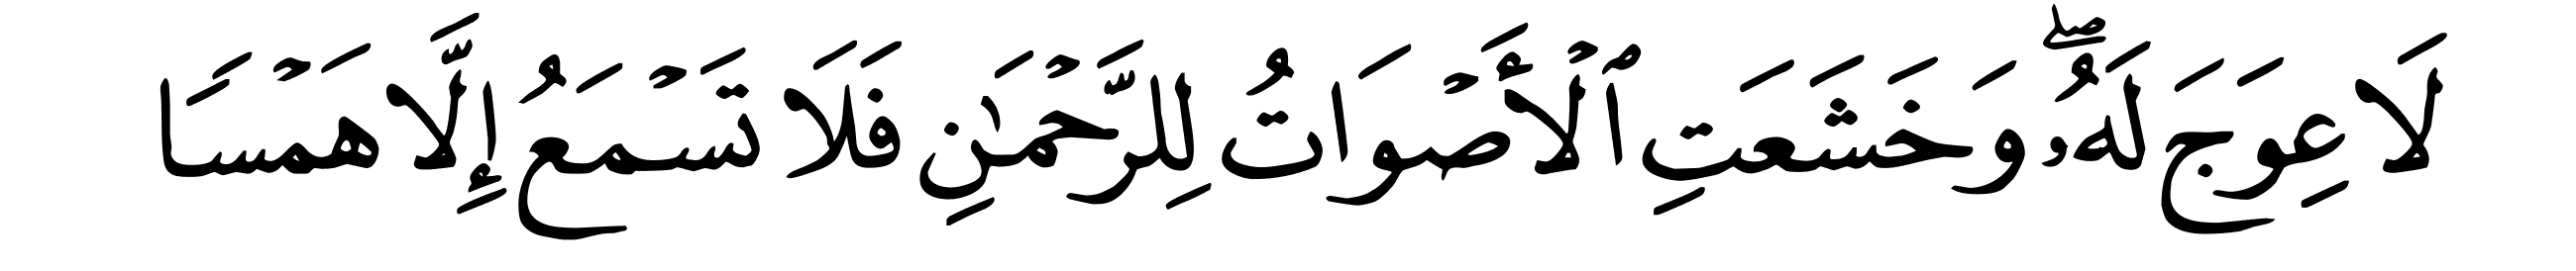 لَا عِوَجَ لَهُۥۖ وَخَشَعَتِ ٱلۡأَصۡوَاتُ لِلرَّحۡمَٰنِ فَلَا تَسۡمَعُ إِلَّا هَمۡسَا